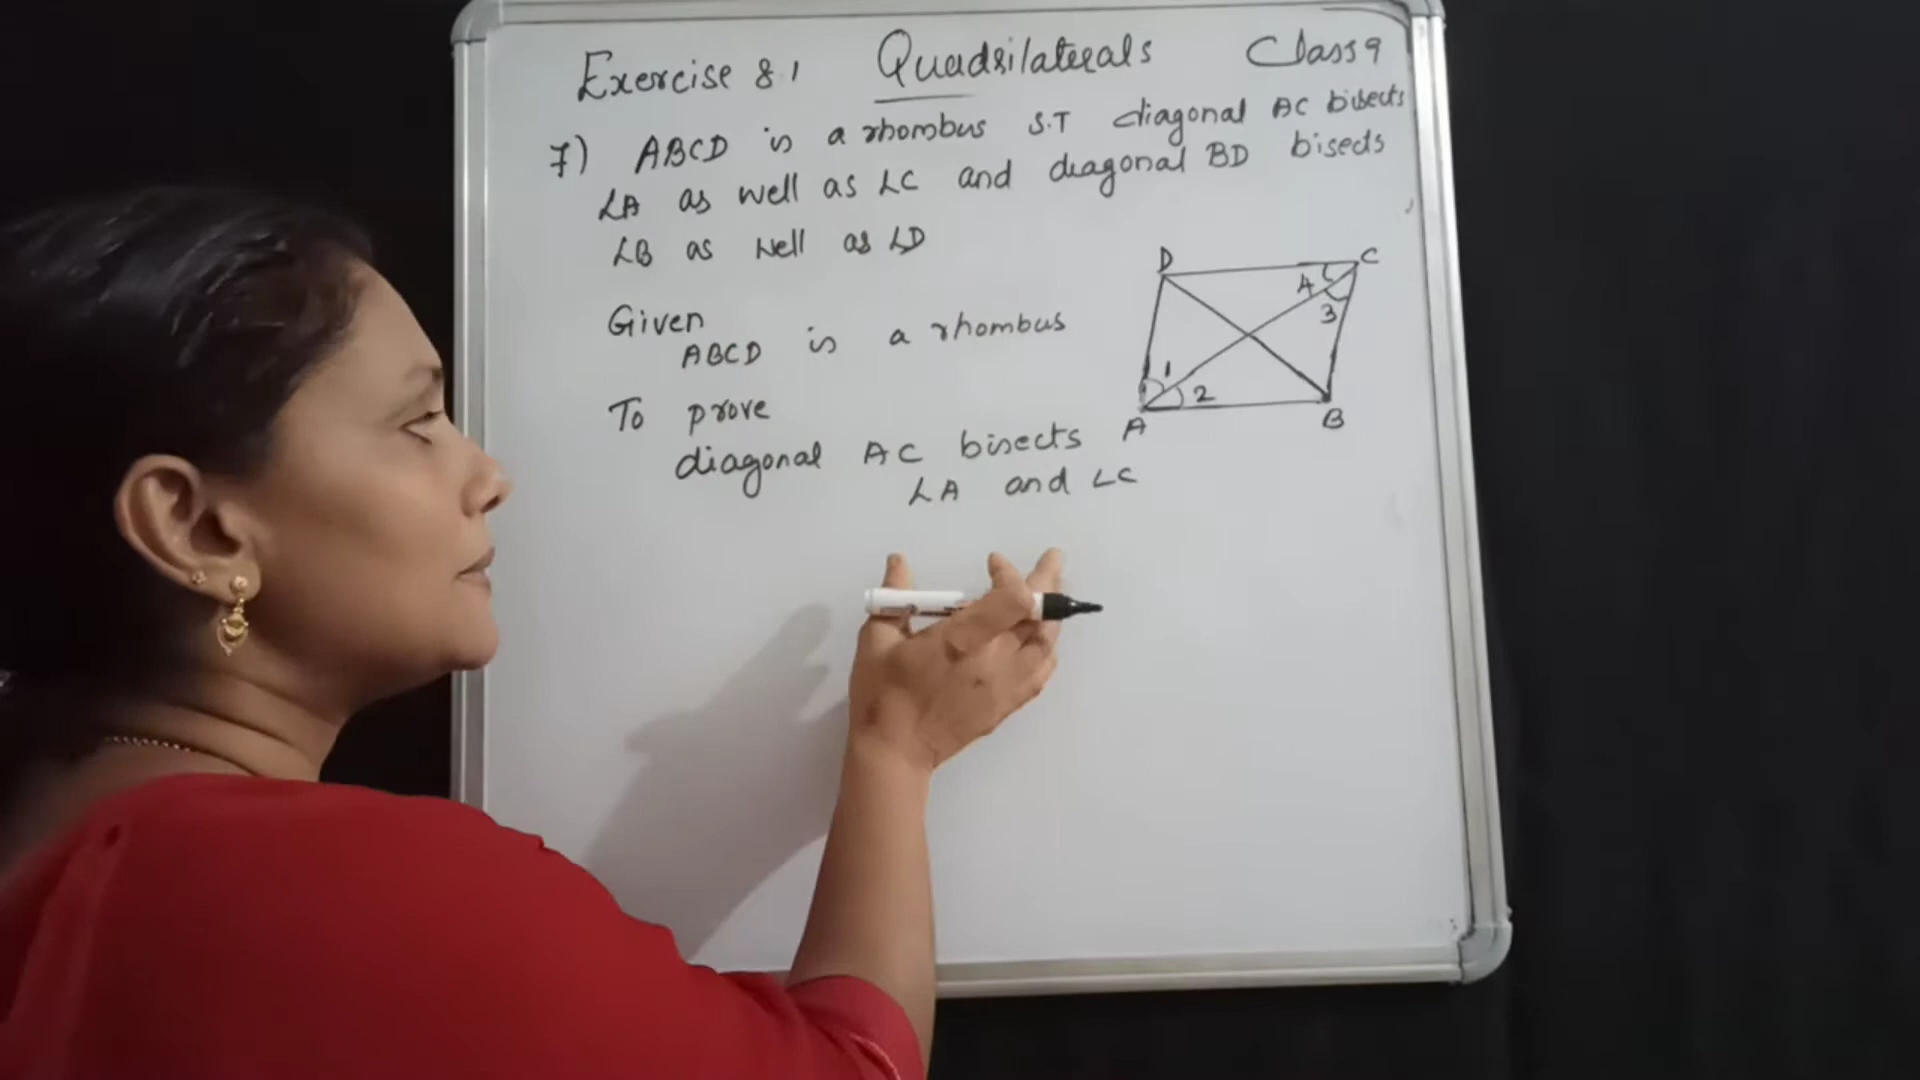 Exercise 8.1 Quadrilaterals Class 9
7) ABCD is a rhombus S.T diagonal AC bisects
∠A as well as ∠C and diagonal BD bisects
∠B as well as ∠D
Given
ABCD is a rhombus
To prove
diagonal AC bisects
∠A and ∠C
D C
4
3
1
2
A B